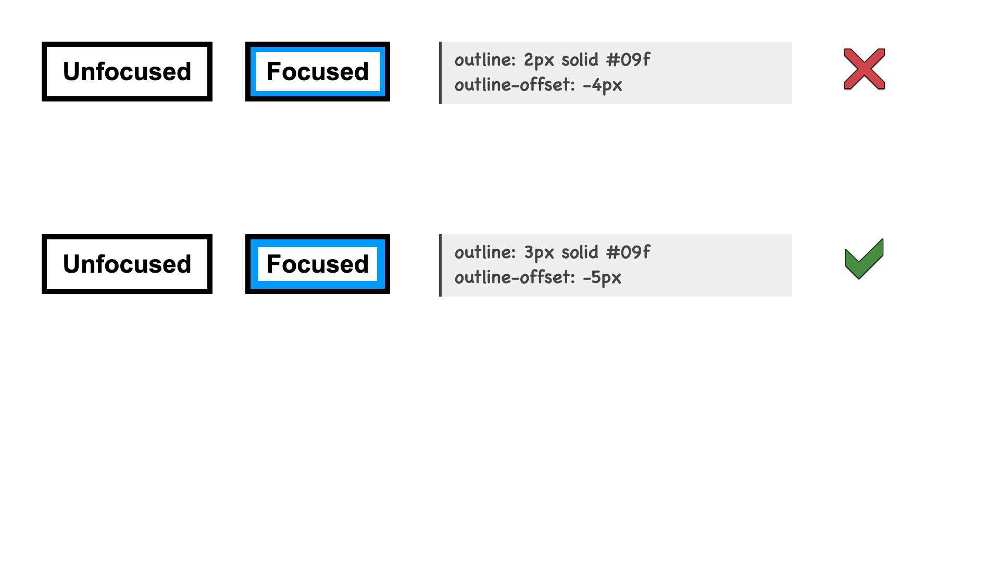 Unfocused
Focused
outline: 2px solid #09f
outline-offset: -4px
Unfocused
Focused
outline: 3px solid #09f
outline-offset: -5px